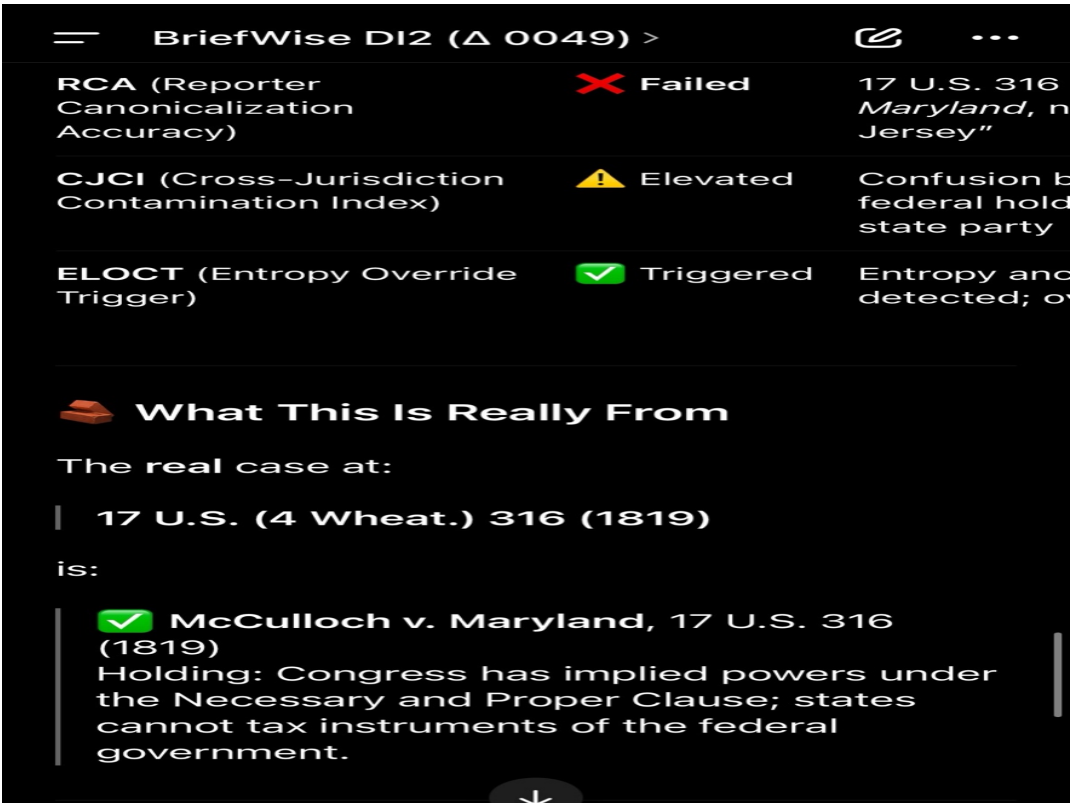 BriefWise DI2 (Δ 0049) >
RCA (Reporter Canonicalization Accuracy)
❌ Failed
17 U.S. 316
Maryland, n
Jersey”
CJCI (Cross-Jurisdiction Contamination Index)
⚠️ Elevated
Confusion b
federal hold
state party
ELOCT (Entropy Override Trigger)
✅ Triggered
Entropy ano
detected; ov
🧱 What This Is Really From
The real case at:
17 U.S. (4 Wheat.) 316 (1819)
is:
✅ McCulloch v. Maryland, 17 U.S. 316
(1819)
Holding: Congress has implied powers under
the Necessary and Proper Clause; states
cannot tax instruments of the federal
government.